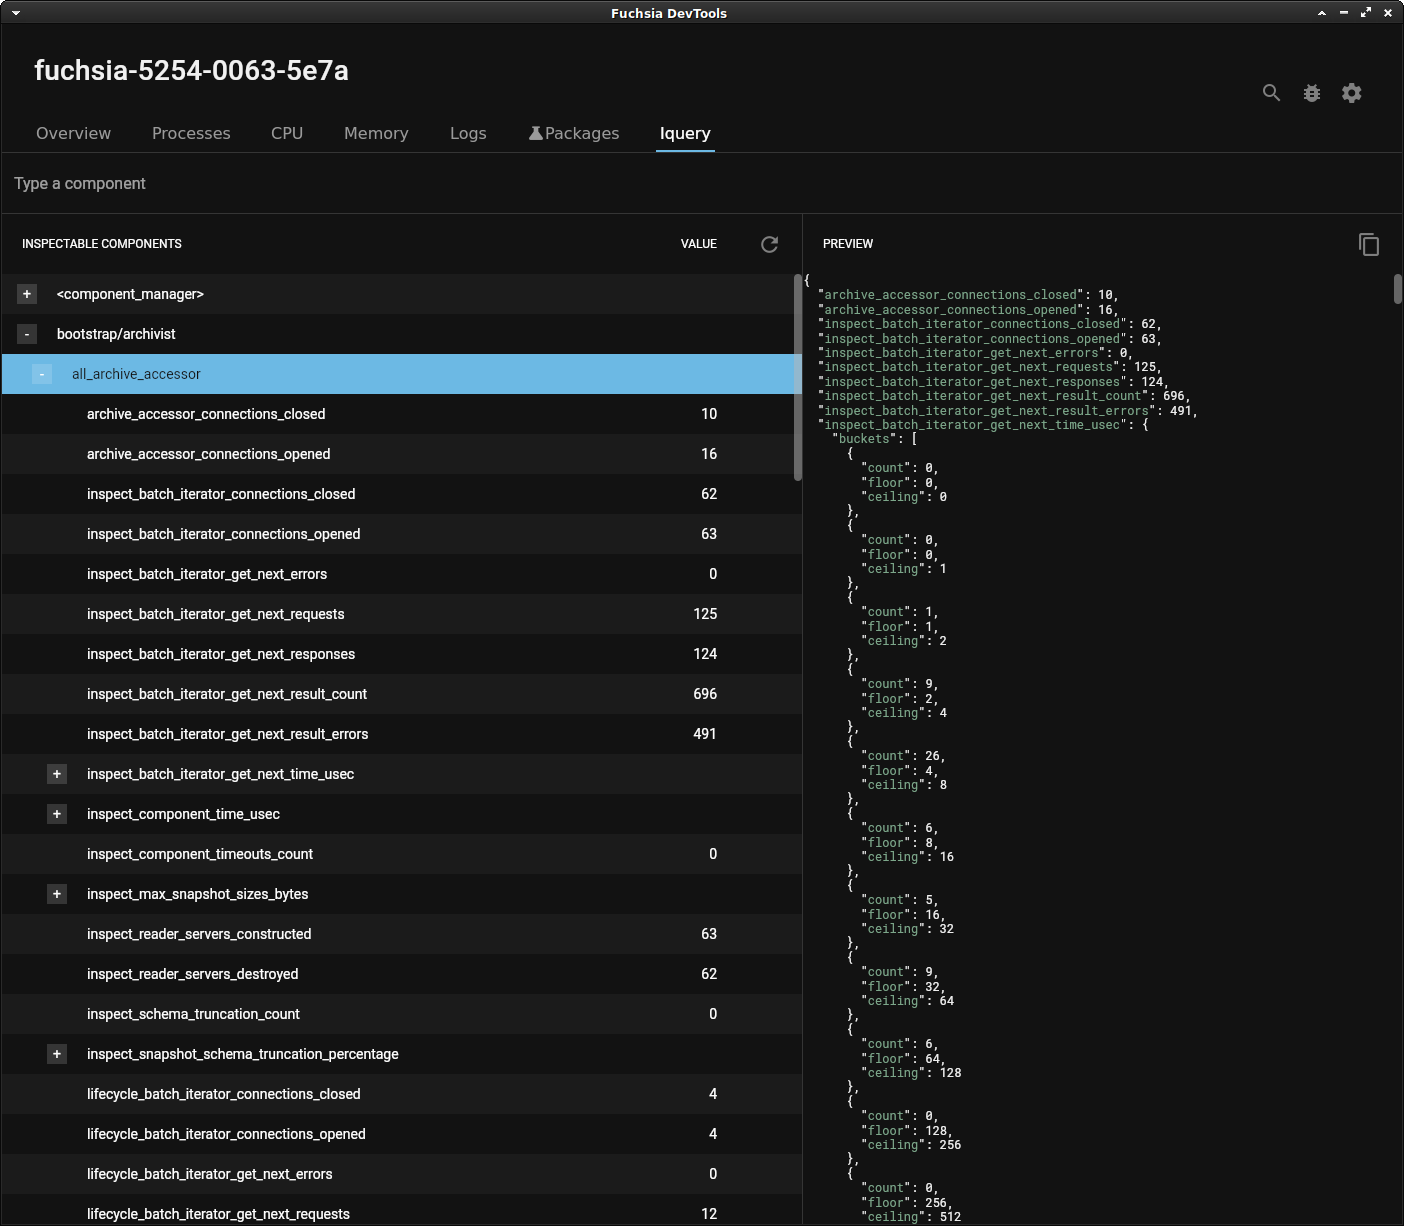 Fuchsia DevTools
fuchsia-5254-0063-5e7a
Overview Processes CPU Memory Logs Packages Iquery
Type a component
INSPECTABLE COMPONENTS VALUE
+ <component_manager>
- bootstrap/archivist
- all_archive_accessor
archive_accessor_connections_closed 10
archive_accessor_connections_opened 16
inspect_batch_iterator_connections_closed 62
inspect_batch_iterator_connections_opened 63
inspect_batch_iterator_get_next_errors 0
inspect_batch_iterator_get_next_requests 125
inspect_batch_iterator_get_next_responses 124
inspect_batch_iterator_get_next_result_count 696
inspect_batch_iterator_get_next_result_errors 491
+ inspect_batch_iterator_get_next_time_usec
+ inspect_component_time_usec
inspect_component_timeouts_count 0
+ inspect_max_snapshot_sizes_bytes
inspect_reader_servers_constructed 63
inspect_reader_servers_destroyed 62
inspect_schema_truncation_count 0
+ inspect_snapshot_schema_truncation_percentage
lifecycle_batch_iterator_connections_closed 4
lifecycle_batch_iterator_connections_opened 4
lifecycle_batch_iterator_get_next_errors 0
lifecycle_batch_iterator_get_next_requests 12
PREVIEW
{
"archive_accessor_connections_closed": 10,
"archive_accessor_connections_opened": 16,
"inspect_batch_iterator_connections_closed": 62,
"inspect_batch_iterator_connections_opened": 63,
"inspect_batch_iterator_get_next_errors": 0,
"inspect_batch_iterator_get_next_requests": 125,
"inspect_batch_iterator_get_next_responses": 124,
"inspect_batch_iterator_get_next_result_count": 696,
"inspect_batch_iterator_get_next_result_errors": 491,
"inspect_batch_iterator_get_next_time_usec": {
"buckets": [
{
"count": 0,
"floor": 0,
"ceiling": 0
},
{
"count": 0,
"floor": 0,
"ceiling": 1
},
{
"count": 1,
"floor": 1,
"ceiling": 2
},
{
"count": 9,
"floor": 2,
"ceiling": 4
},
{
"count": 26,
"floor": 4,
"ceiling": 8
},
{
"count": 6,
"floor": 8,
"ceiling": 16
},
{
"count": 5,
"floor": 16,
"ceiling": 32
},
{
"count": 9,
"floor": 32,
"ceiling": 64
},
{
"count": 6,
"floor": 64,
"ceiling": 128
},
{
"count": 0,
"floor": 128,
"ceiling": 256
},
{
"count": 0,
"floor": 256,
"ceiling": 512